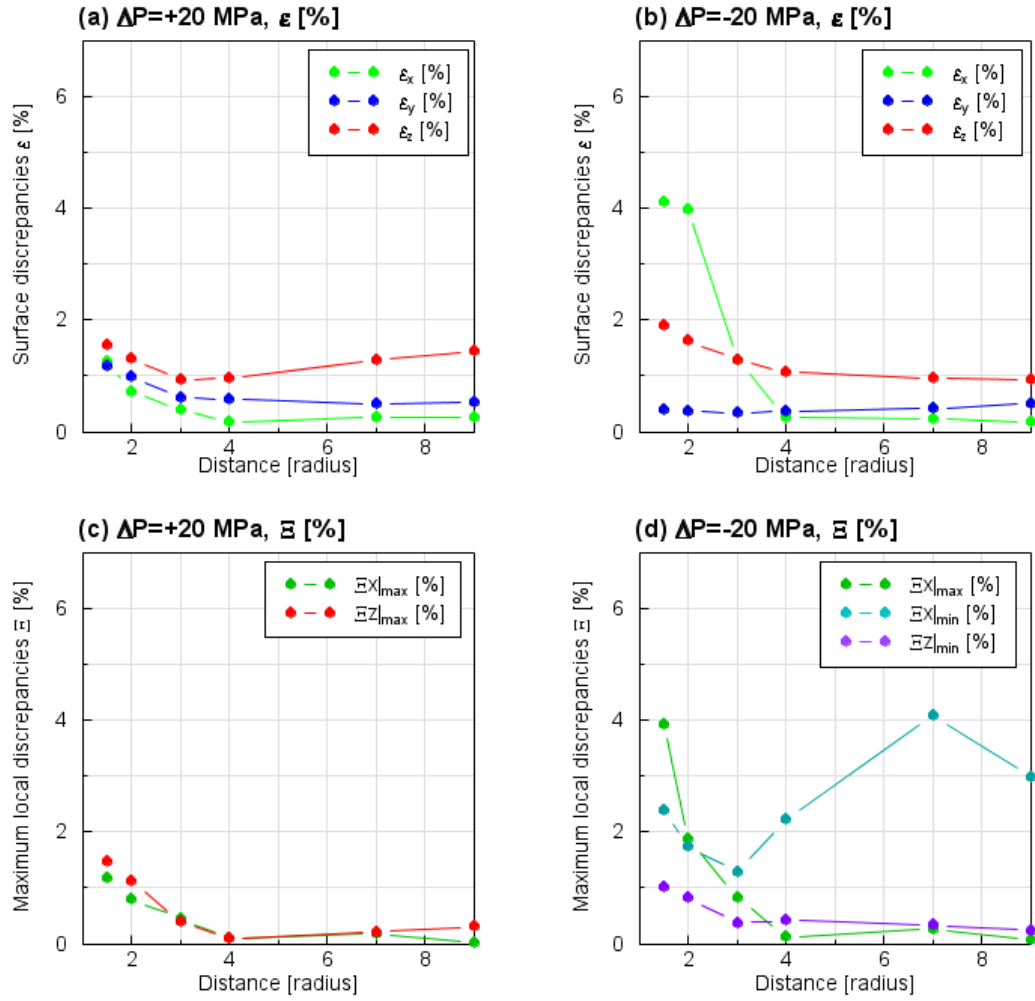 (a) ΔP=+20 MPa, ε [%]
Surface discrepancies ε [%]
6
4
2
0
εx [%]
εy [%]
εz [%]
2 4 6 8
Distance [radius]
(b) ΔP=-20 MPa, ε [%]
Surface discrepancies ε [%]
6
4
2
0
εx [%]
εy [%]
εz [%]
2 4 6 8
Distance [radius]
(c) ΔP=+20 MPa, Ξ [%]
Maximum local discrepancies Ξ [%]
6
4
2
0
ΞX|max [%]
ΞZ|max [%]
2 4 6 8
Distance [radius]
(d) ΔP=-20 MPa, Ξ [%]
Maximum local discrepancies Ξ [%]
6
4
2
0
ΞX|max [%]
ΞX|min [%]
ΞZ|min [%]
2 4 6 8
Distance [radius]